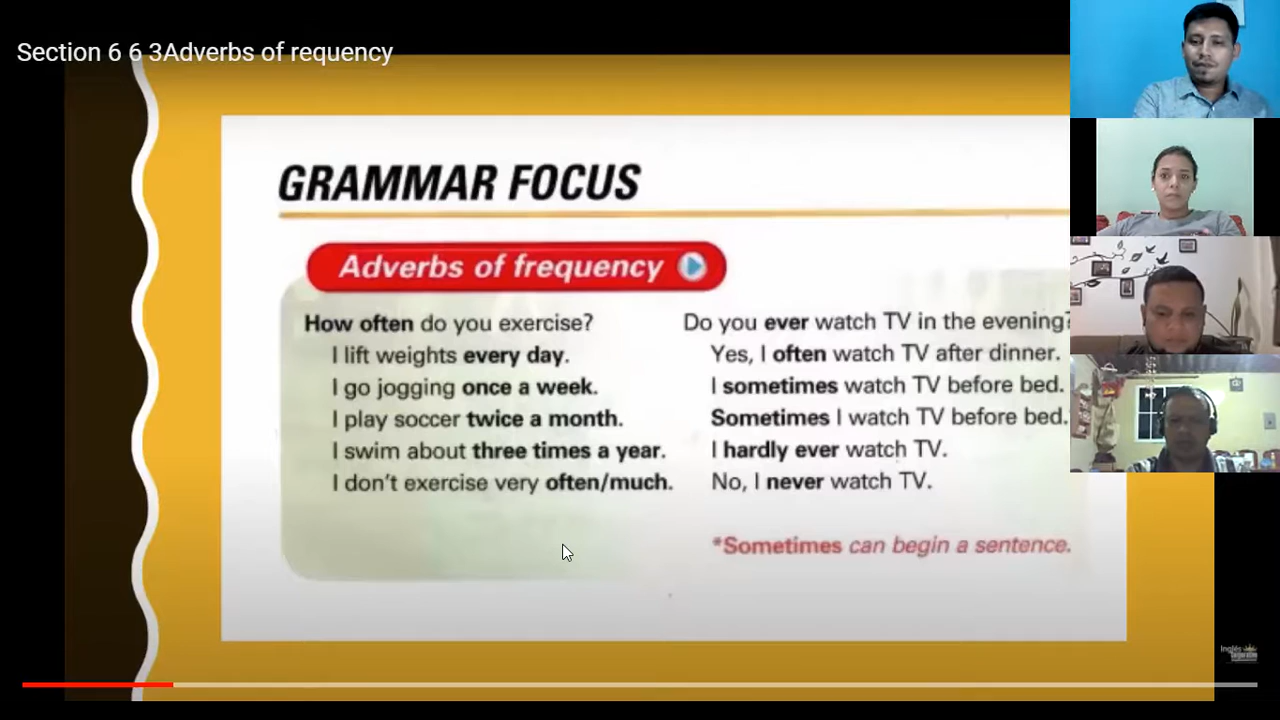 Section 6 6 3Adverbs of requency
GRAMMAR FOCUS
Adverbs of frequency
How often do you exercise?
I lift weights every day.
I go jogging once a week.
I play soccer twice a month.
I swim about three times a year.
I don't exercise very often/much.
Do you ever watch TV in the evening?
Yes, I often watch TV after dinner.
I sometimes watch TV before bed.
Sometimes I watch TV before bed.
I hardly ever watch TV.
No, I never watch TV.
*Sometimes can begin a sentence.
Inglés
Corporativo